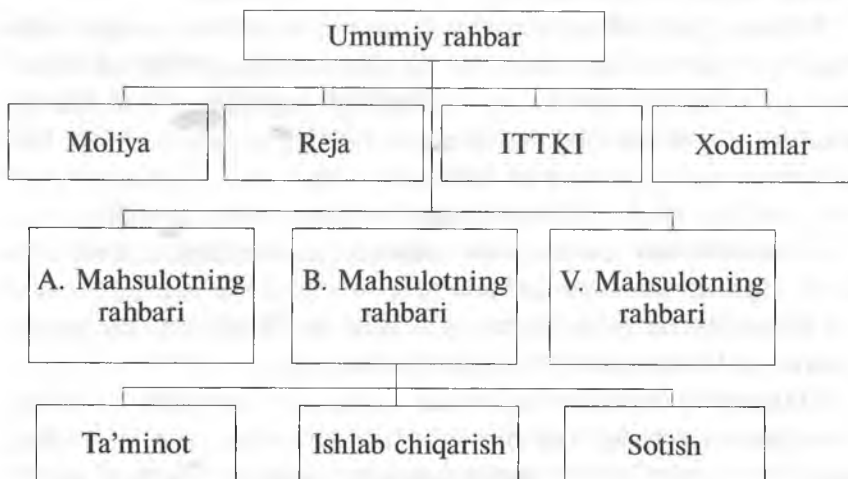 Umumiy rahbar
Moliya
Reja
ITTKI
Xodimlar
A. Mahsulotning
rahbari
B. Mahsulotning
rahbari
V. Mahsulotning
rahbari
Ta’minot
Ishlab chiqarish
Sotish